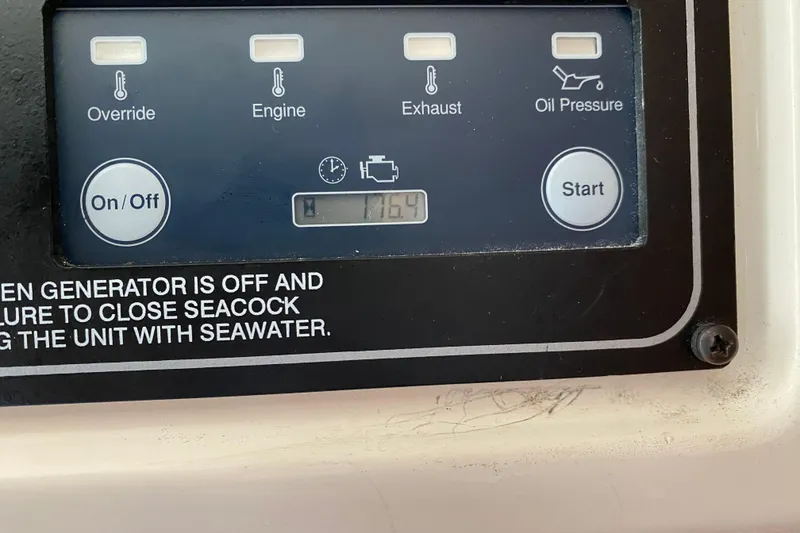 Override Engine Exhaust Oil Pressure
On/Off 176.4 Start
EN GENERATOR IS OFF AND
LURE TO CLOSE SEACOCK
G THE UNIT WITH SEAWATER.